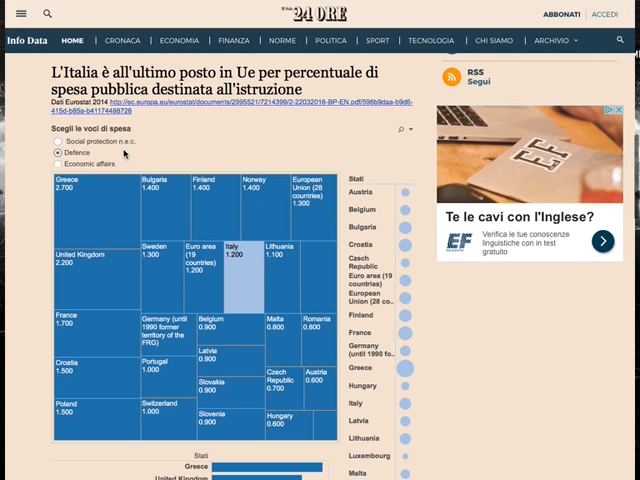 Il Sole
24 ORE
ABBONATI | ACCEDI
Info Data
HOME | CRONACA | ECONOMIA | FINANZA | NORME | POLITICA | SPORT | TECNOLOGIA | CHI SIAMO | ARCHIVIO
L'Italia è all'ultimo posto in Ue per percentuale di
spesa pubblica destinata all'istruzione
Dati Eurostat 2014 http://ec.europa.eu/eurostat/documents/2995521/7214399/2-22032016-BP-EN.pdf/596b9daa-b9d6-
415d-b85a-b41174488728
Scegli le voci di spesa
Social protection n.e.c.
Defence
Economic affairs
Greece
2.700
United Kingdom
2.200
France
1.700
Croatia
1.500
Poland
1.500
Bulgaria
1.400
Finland
1.400
Norway
1.400
European
Union (28
countries)
1.300
Sweden
1.300
Euro area
(19
countries)
1.200
Italy
1.200
Lithuania
1.100
Germany (until
1990 former
territory of the
FRG)
Portugal
1.000
Switzerland
1.000
Belgium
0.900
Latvia
0.900
Slovakia
0.900
Slovenia
0.900
Malta
0.800
Romania
0.800
Czech
Republic
0.700
Austria
0.600
Hungary
0.600
Stati
Austria
Belgium
Bulgaria
Croatia
Czech
Republic
Euro area (19
countries)
European
Union (28 co..
Finland
France
Germany
(until 1990 fo..
Greece
Hungary
Italy
Latvia
Lithuania
Luxembourg
Malta
Stati
Greece
United Kingdom
RSS
Segui
EF
Te le cavi con l'Inglese?
EF
Verifica le tue conoscenze
linguistiche con in test
gratuito